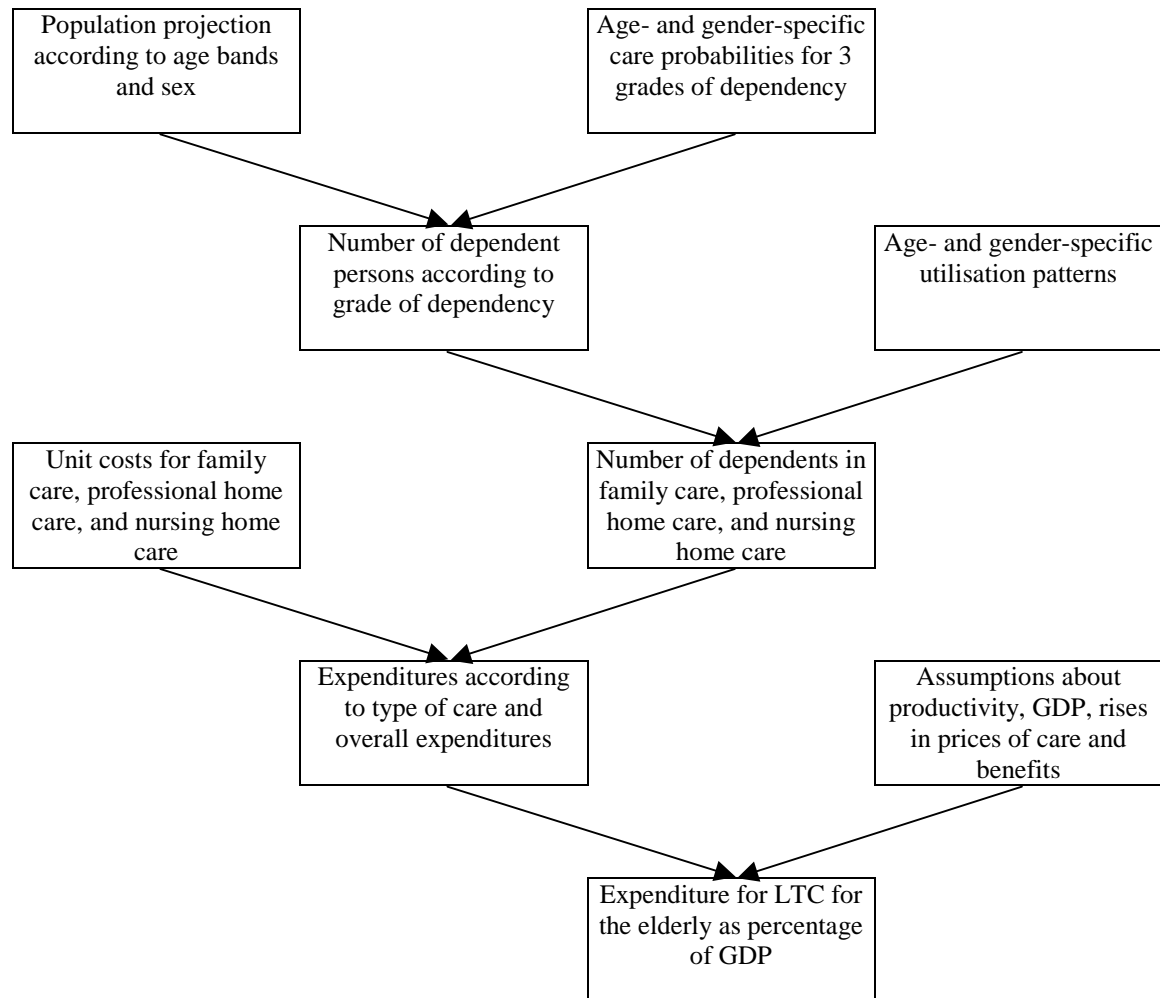 Population projection
according to age bands
and sex
Age- and gender-specific
care probabilities for 3
grades of dependency
Number of dependent
persons according to
grade of dependency
Age- and gender-specific
utilisation patterns
Unit costs for family
care, professional home
care, and nursing home
care
Number of dependents in
family care, professional
home care, and nursing
home care
Expenditures according
to type of care and
overall expenditures
Assumptions about
productivity, GDP, rises
in prices of care and
benefits
Expenditure for LTC for
the elderly as percentage
of GDP